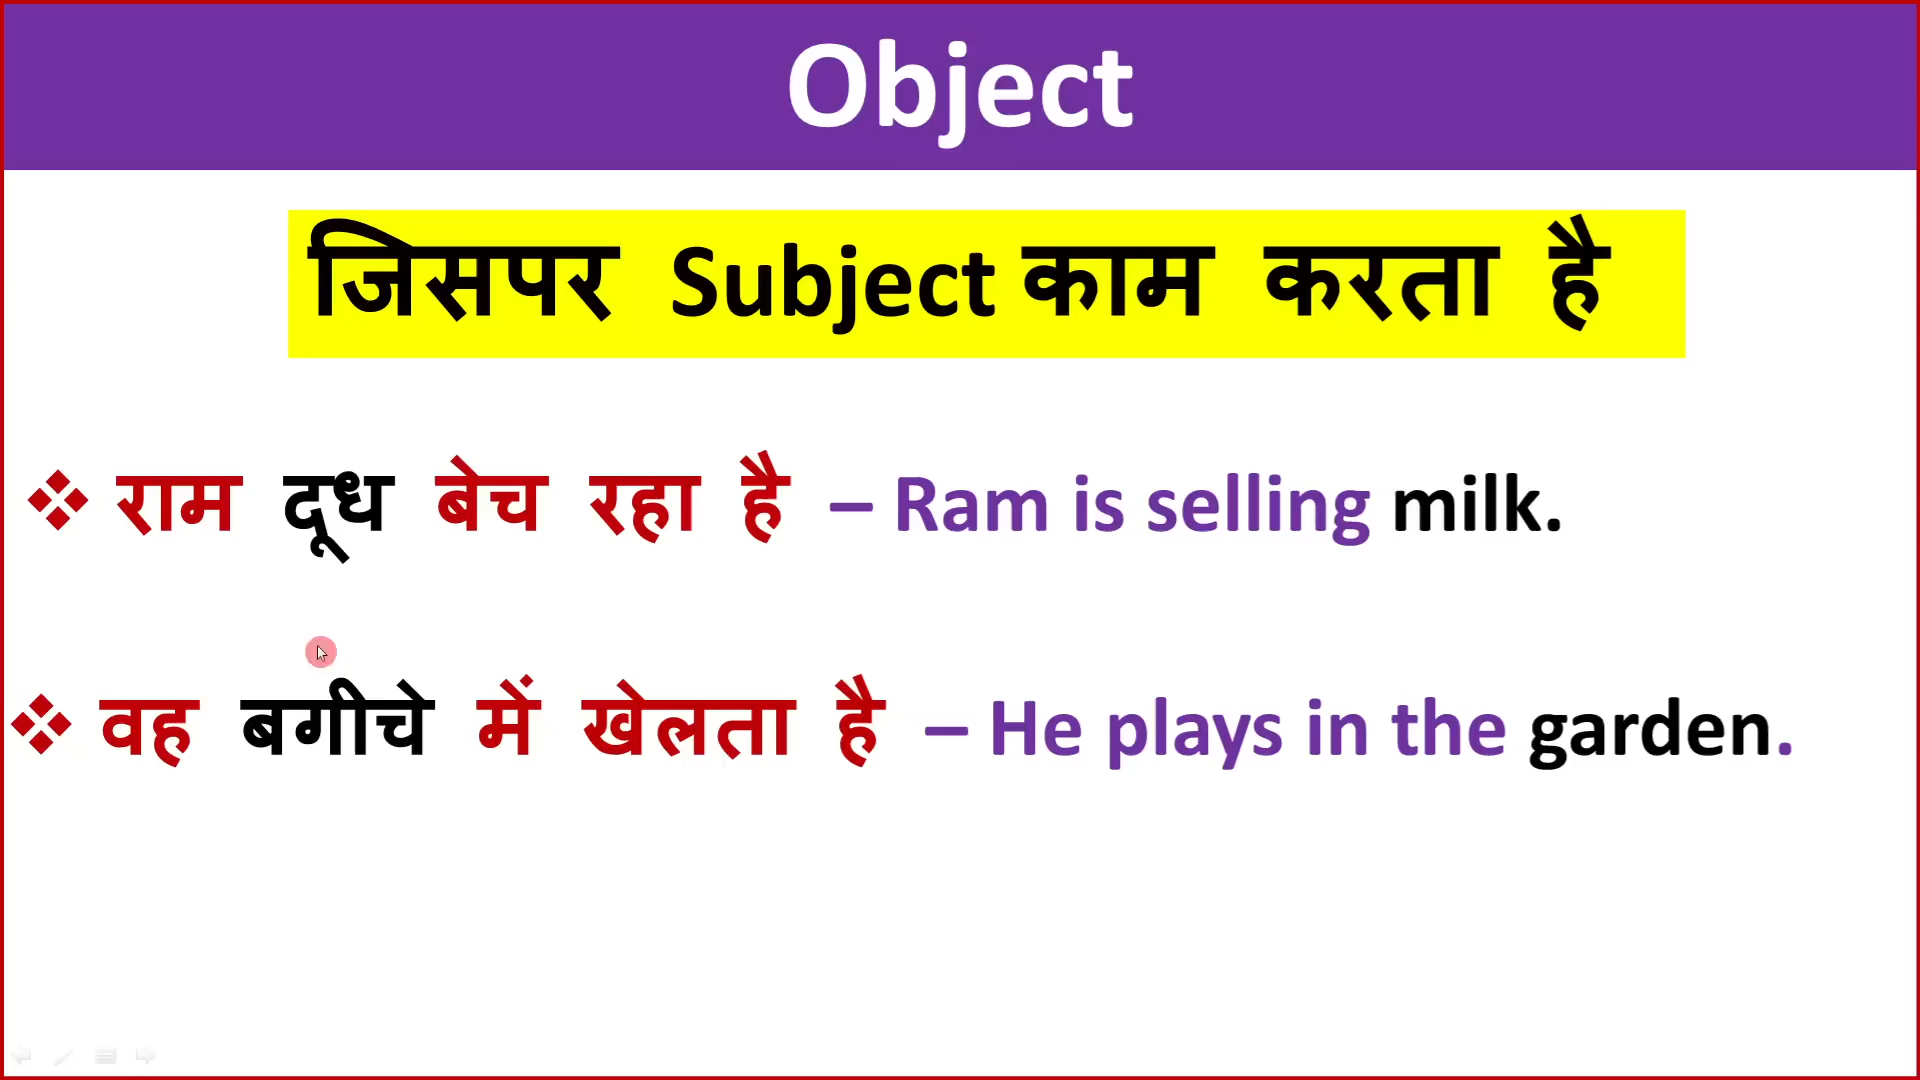 Object
जिसपर Subject काम करता है
❖ राम दूध बेच रहा है – Ram is selling milk.
❖ वह बगीचे में खेलता है – He plays in the garden.